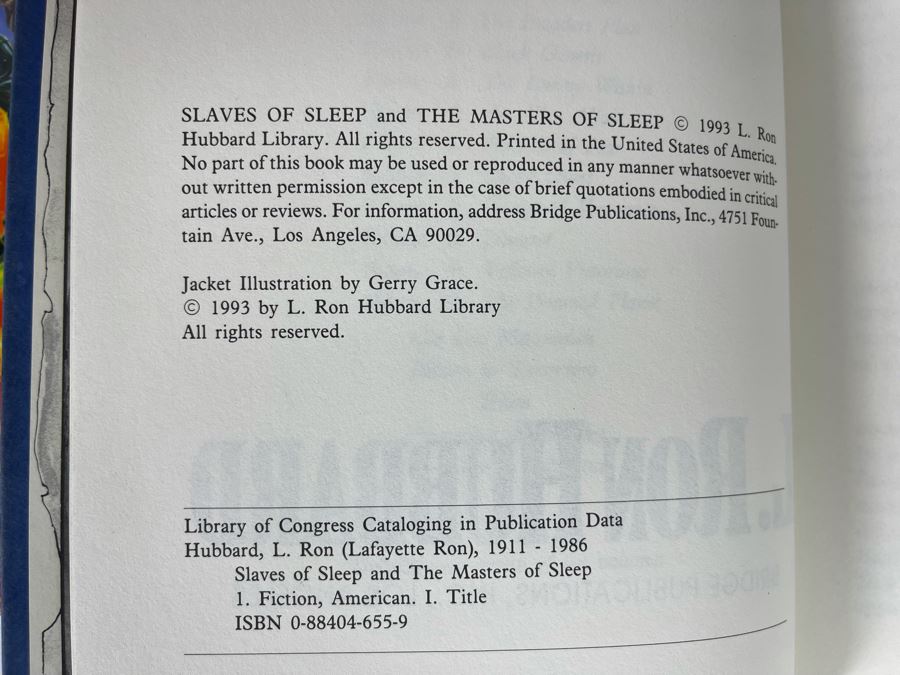 SLAVES OF SLEEP and THE MASTERS OF SLEEP © 1993 L. Ron
Hubbard Library. All rights reserved. Printed in the United States of America.
No part of this book may be used or reproduced in any manner whatsoever with-
out written permission except in the case of brief quotations embodied in critical
articles or reviews. For information, address Bridge Publications, Inc., 4751 Foun-
tain Ave., Los Angeles, CA 90029.
Jacket Illustration by Gerry Grace.
© 1993 by L. Ron Hubbard Library
All rights reserved.
Library of Congress Cataloging in Publication Data
Hubbard, L. Ron (Lafayette Ron), 1911 - 1986
Slaves of Sleep and The Masters of Sleep
1. Fiction, American. I. Title
ISBN 0-88404-655-9